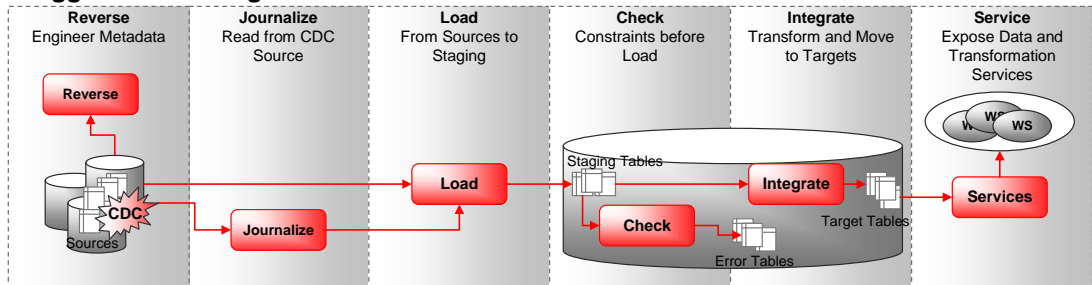 Reverse
Engineer Metadata
Journalize
Read from CDC
Source
Load
From Sources to
Staging
Check
Constraints before
Load
Integrate
Transform and Move
to Targets
Service
Expose Data and
Transformation
Services
Reverse
CDC
Sources
Journalize
Load
Staging Tables
Check
Error Tables
Integrate
Target Tables
Services
WS
WS